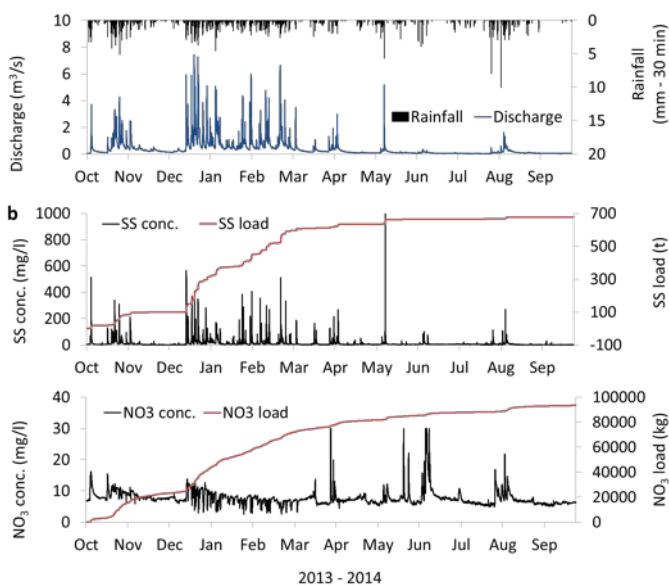 10 8 6 4 2 0
Discharge (m³/s)
0 5 10 15 20
Rainfall
(mm - 30 min)
Rainfall Discharge
Oct Nov Dec Jan Feb Mar Apr May Jun Jul Aug Sep
b
1000 800 600 400 200 0
SS conc. (mg/l)
SS conc. SS load
700 500 300 100 -100
SS load (t)
Oct Nov Dec Jan Feb Mar Apr May Jun Jul Aug Sep
40 30 20 10 0
NO₃ conc. (mg/l)
NO3 conc. NO3 load
100000 80000 60000 40000 20000 0
NO₃ load (kg)
Oct Nov Dec Jan Feb Mar Apr May Jun Jul Aug Sep
2013 - 2014